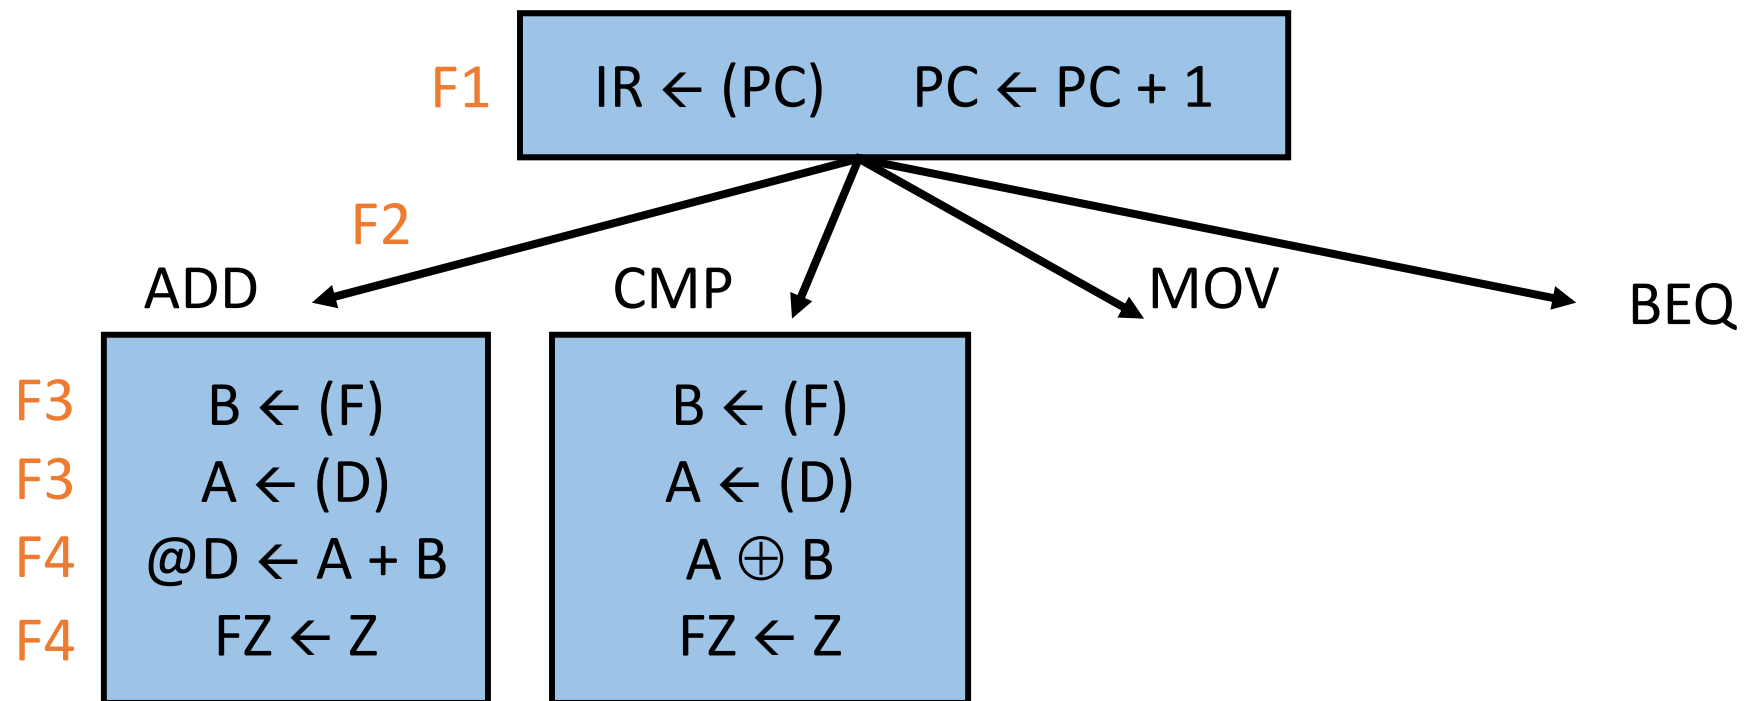 F1 IR ← (PC) PC ← PC + 1
F2
ADD CMP MOV BEQ
F3 B ← (F) B ← (F)
F3 A ← (D) A ← (D)
F4 @D ← A + B A ⊕ B
F4 FZ ← Z FZ ← Z